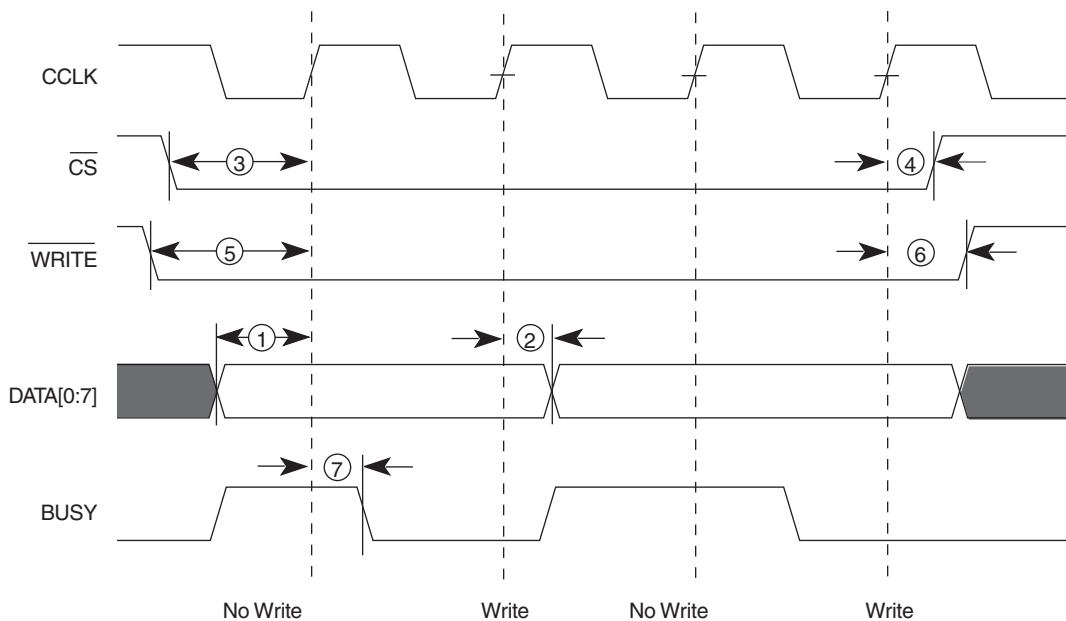 CCLK
CS
③
④
WRITE
⑤
⑥
①
②
DATA[0:7]
⑦
BUSY
No Write Write No Write Write